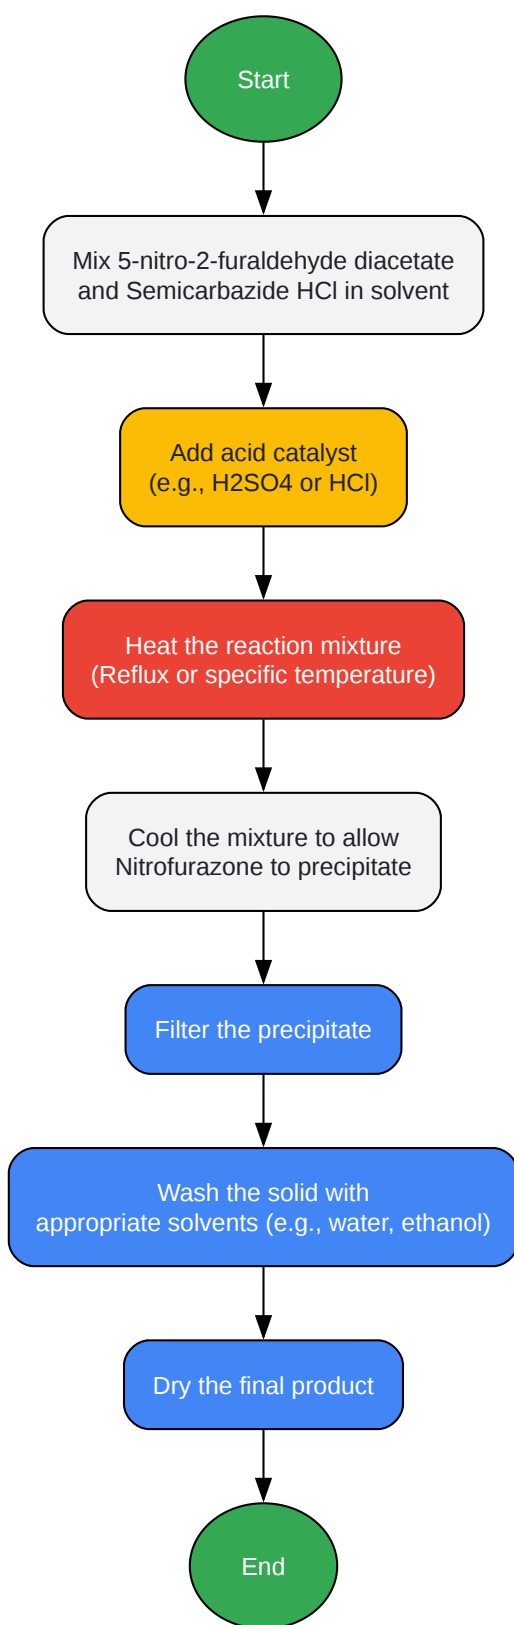 Start
Mix 5-nitro-2-furaldehyde diacetate
and Semicarbazide HCl in solvent
Add acid catalyst
(e.g., H2SO4 or HCl)
Heat the reaction mixture
(Reflux or specific temperature)
Cool the mixture to allow
Nitrofurazone to precipitate
Filter the precipitate
Wash the solid with
appropriate solvents (e.g., water, ethanol)
Dry the final product
End